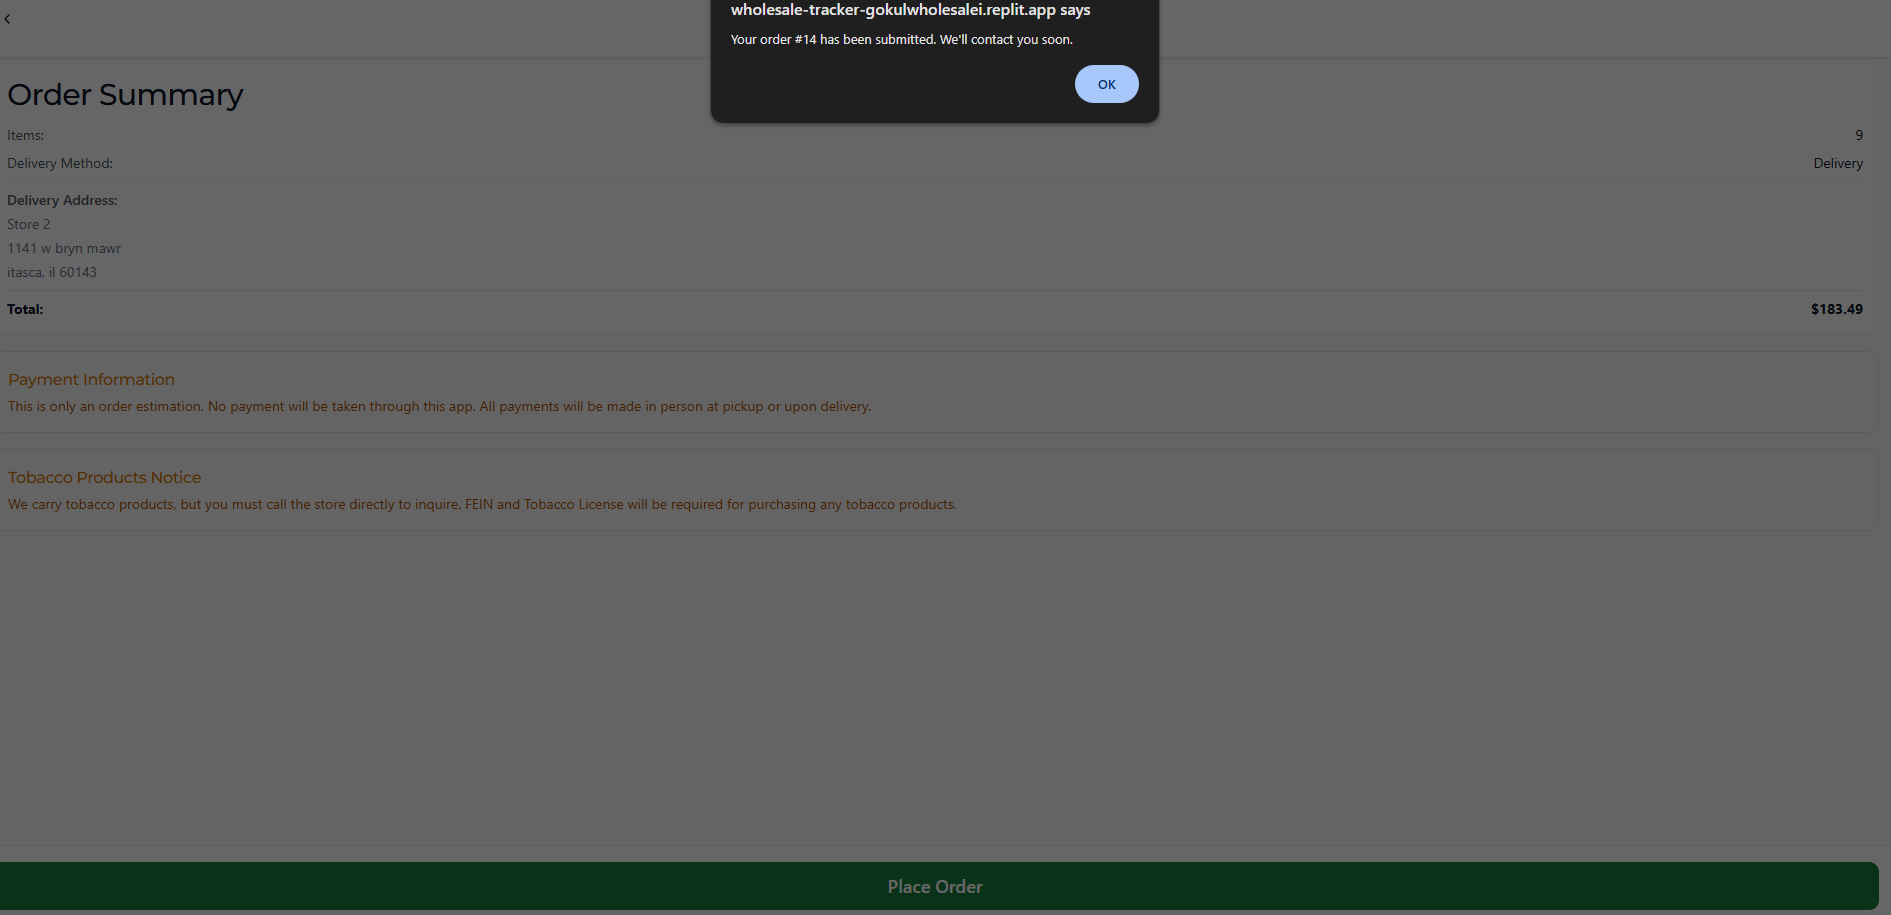 wholesale-tracker-gokulwholesalei.replit.app says
Your order #14 has been submitted. We'll contact you soon.
OK
Order Summary
Items: 9
Delivery Method: Delivery
Delivery Address:
Store 2
1141 w bryn mawr
itasca, il 60143
Total: $183.49
Payment Information
This is only an order estimation. No payment will be taken through this app. All payments will be made in person at pickup or upon delivery.
Tobacco Products Notice
We carry tobacco products, but you must call the store directly to inquire. FEIN and Tobacco License will be required for purchasing any tobacco products.
Place Order